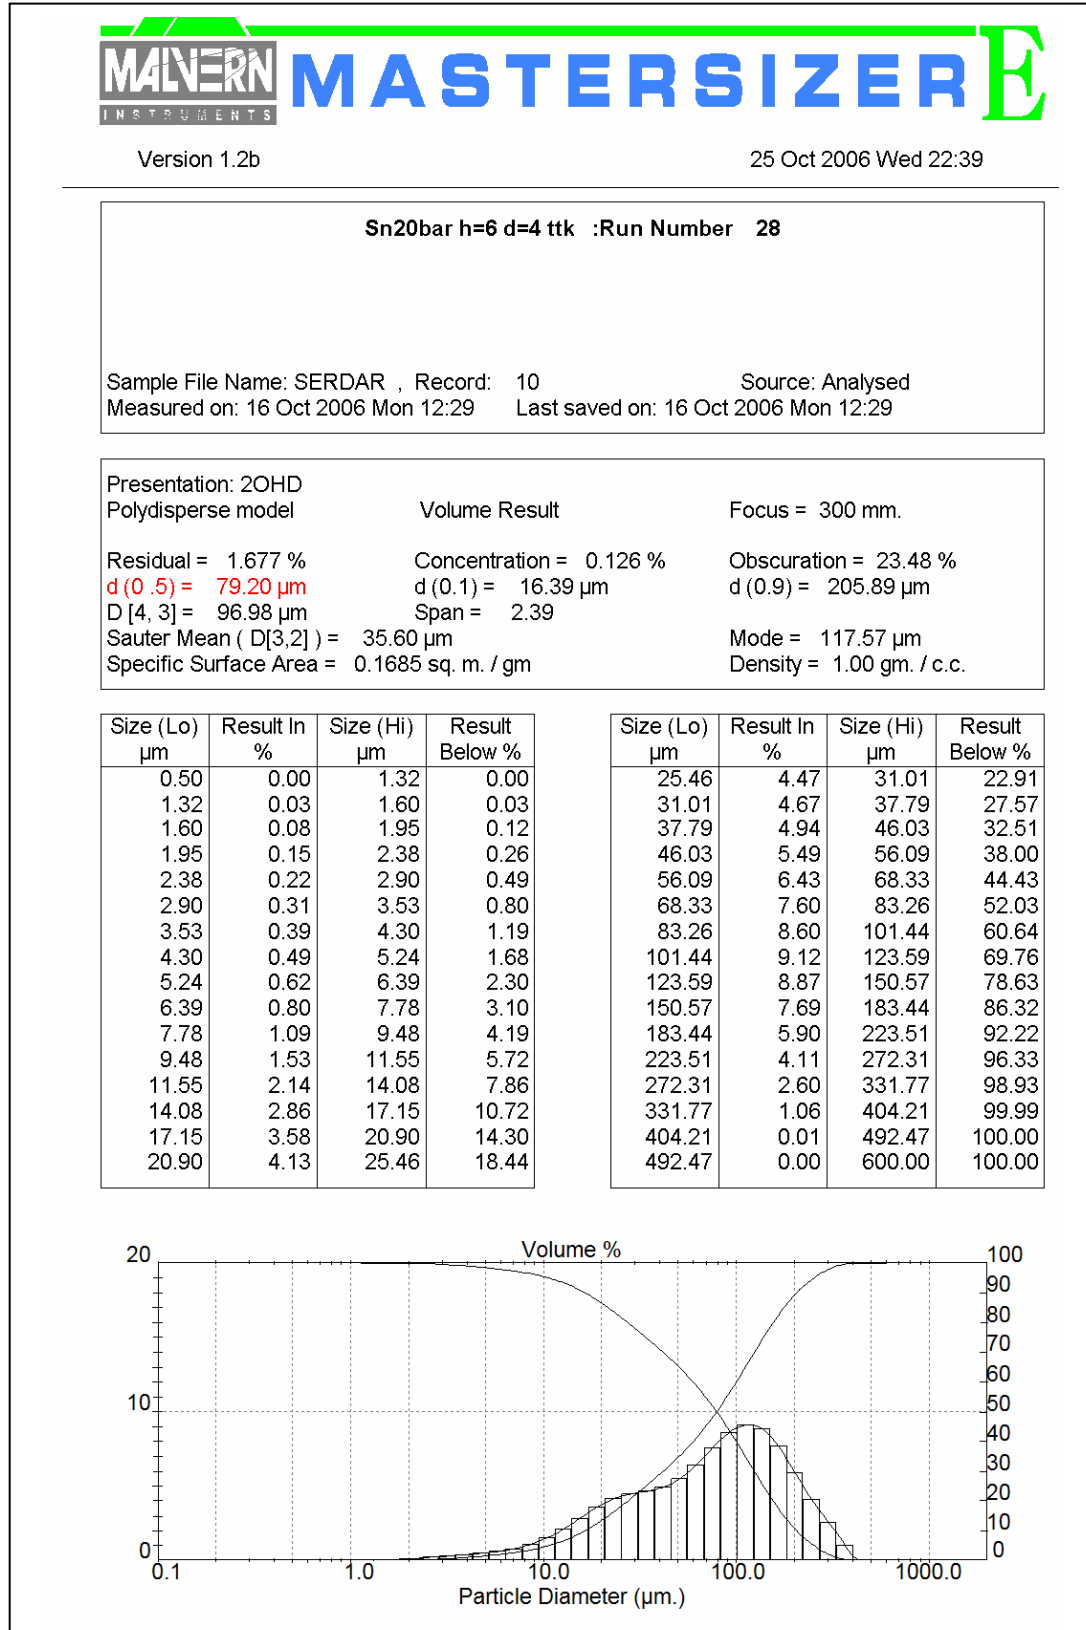 MALVERN
INSTRUMENTS
MASTERSIZER E
Version 1.2b 25 Oct 2006 Wed 22:39
Sn20bar h=6 d=4 ttk :Run Number 28
Sample File Name: SERDAR , Record: 10 Source: Analysed
Measured on: 16 Oct 2006 Mon 12:29 Last saved on: 16 Oct 2006 Mon 12:29
Presentation: 2OHD
Polydisperse model Volume Result Focus = 300 mm.
Residual = 1.677 % Concentration = 0.126 % Obscuration = 23.48 %
d (0 .5) = 79.20 µm d (0.1) = 16.39 µm d (0.9) = 205.89 µm
D [4, 3] = 96.98 µm Span = 2.39
Sauter Mean ( D[3,2] ) = 35.60 µm Mode = 117.57 µm
Specific Surface Area = 0.1685 sq. m. / gm Density = 1.00 gm. / c.c.
Size (Lo) Result In Size (Hi) Result
µm % µm Below %
0.50 0.00 1.32 0.00
1.32 0.03 1.60 0.03
1.60 0.08 1.95 0.12
1.95 0.15 2.38 0.26
2.38 0.22 2.90 0.49
2.90 0.31 3.53 0.80
3.53 0.39 4.30 1.19
4.30 0.49 5.24 1.68
5.24 0.62 6.39 2.30
6.39 0.80 7.78 3.10
7.78 1.09 9.48 4.19
9.48 1.53 11.55 5.72
11.55 2.14 14.08 7.86
14.08 2.86 17.15 10.72
17.15 3.58 20.90 14.30
20.90 4.13 25.46 18.44
Size (Lo) Result In Size (Hi) Result
µm % µm Below %
25.46 4.47 31.01 22.91
31.01 4.67 37.79 27.57
37.79 4.94 46.03 32.51
46.03 5.49 56.09 38.00
56.09 6.43 68.33 44.43
68.33 7.60 83.26 52.03
83.26 8.60 101.44 60.64
101.44 9.12 123.59 69.76
123.59 8.87 150.57 78.63
150.57 7.69 183.44 86.32
183.44 5.90 223.51 92.22
223.51 4.11 272.31 96.33
272.31 2.60 331.77 98.93
331.77 1.06 404.21 99.99
404.21 0.01 492.47 100.00
492.47 0.00 600.00 100.00
Volume %
20 100
90
80
70
60
10 50
40
30
20
10
0 0
0.1 1.0 10.0 100.0 1000.0
Particle Diameter (µm.)